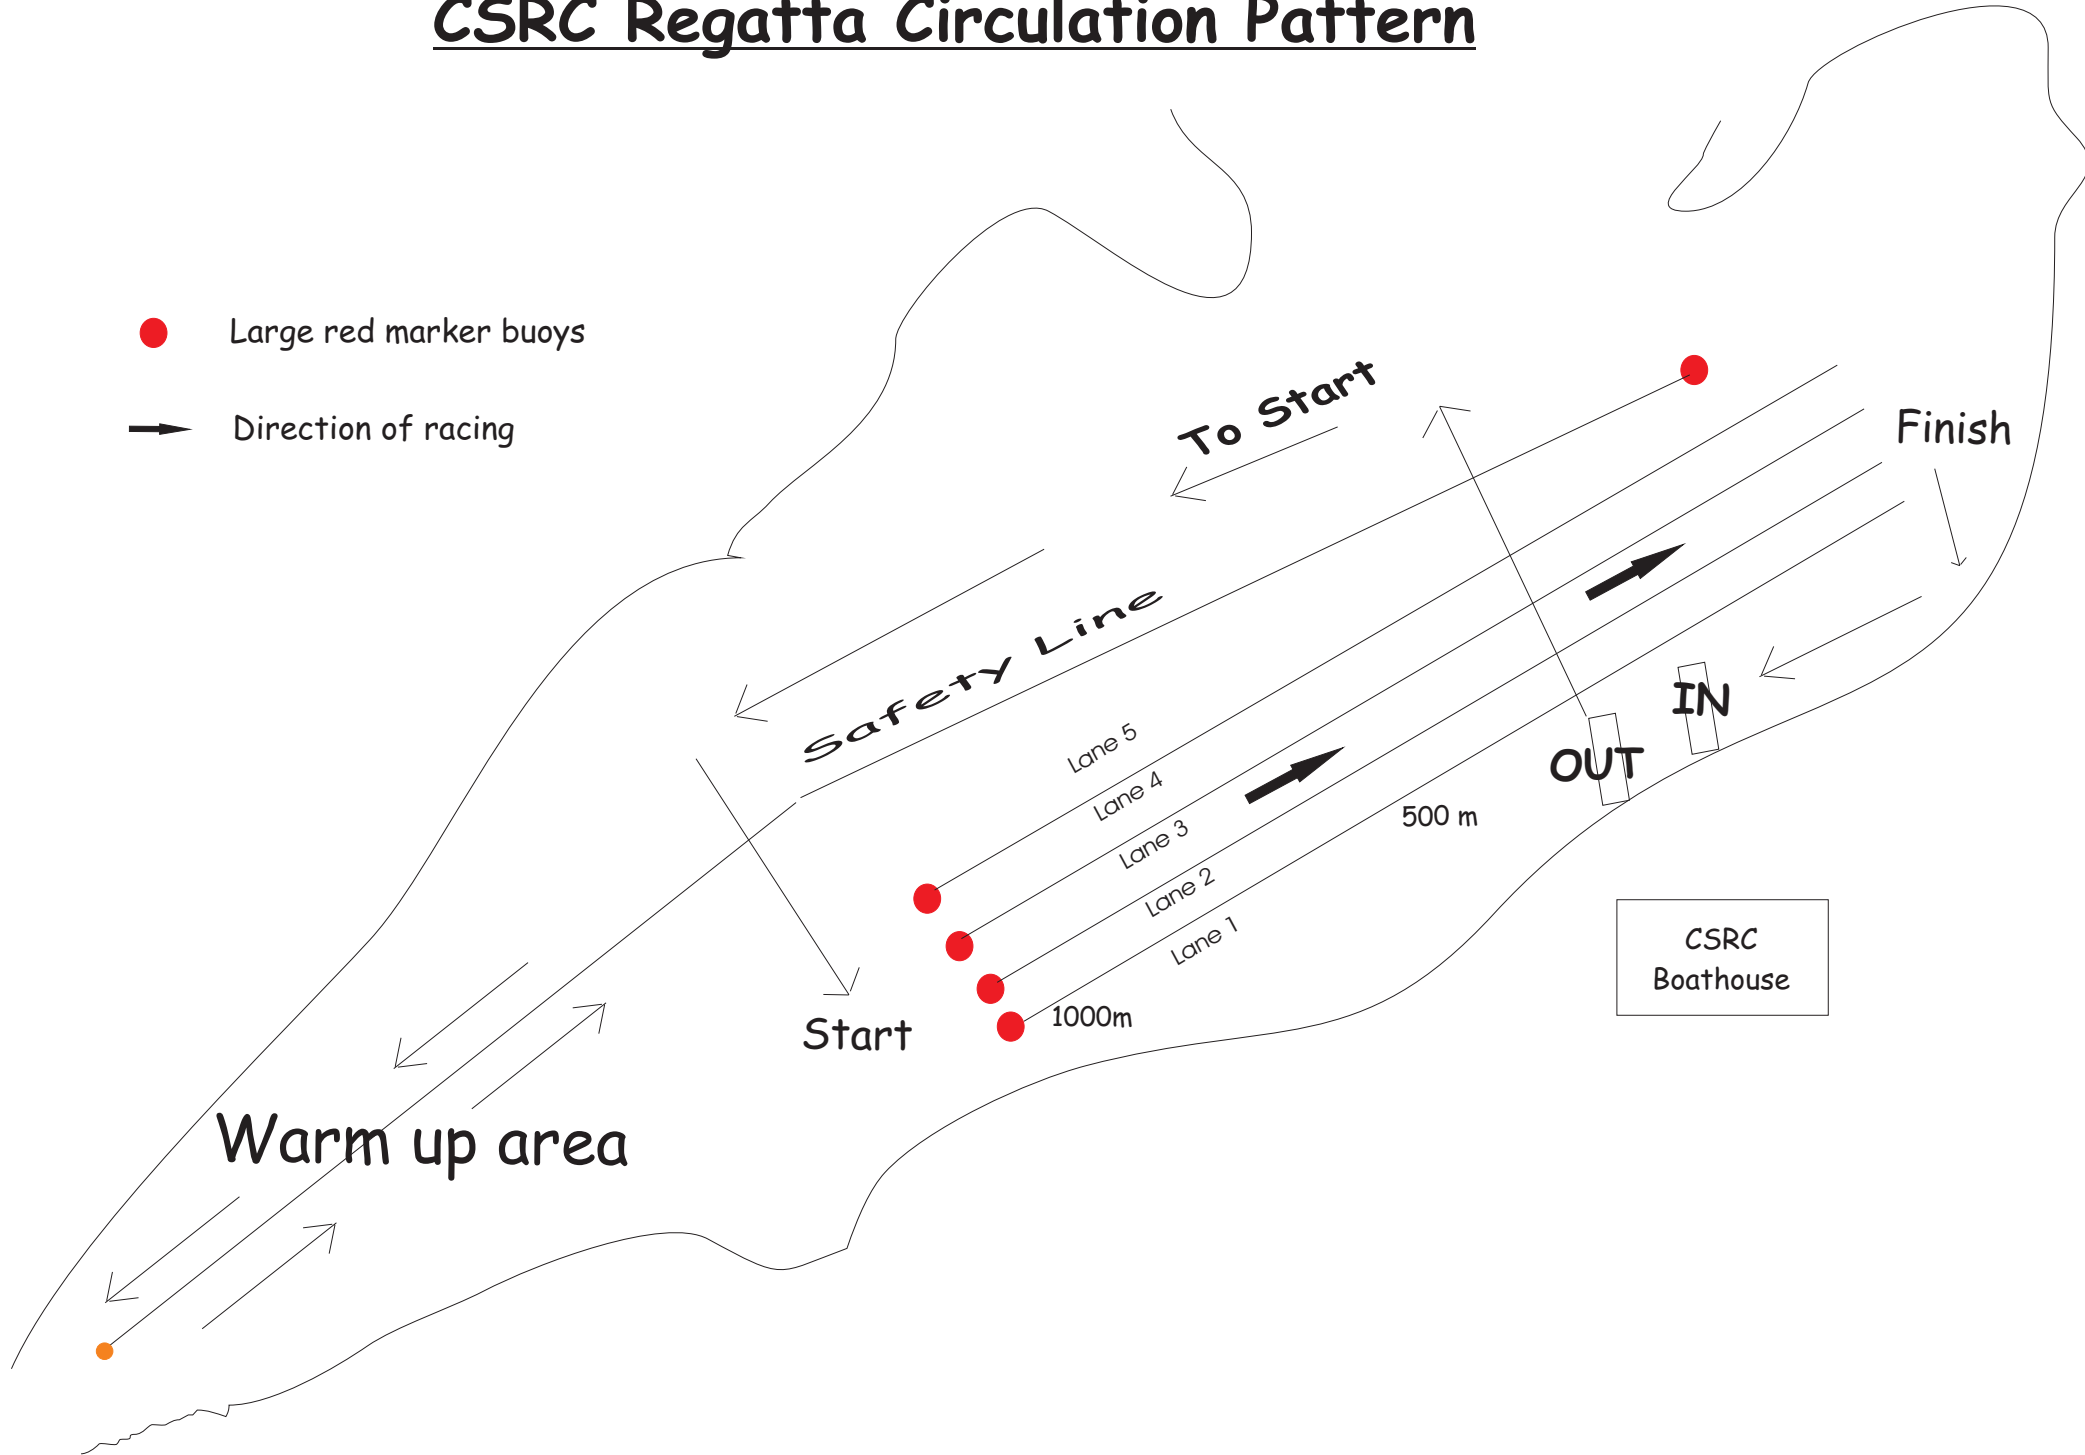 CSRC Regatta Circulation Pattern
Large red marker buoys
Direction of racing
To Start
Finish
Safety Line
IN
OUT
Lane 5
Lane 4
Lane 3
Lane 2
Lane 1
500 m
1000m
CSRC
Boathouse
Start
Warm up area